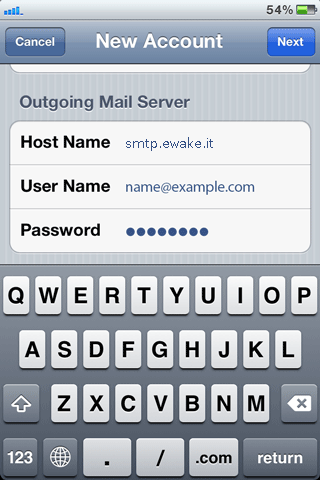 54%
Cancel New Account Next
Outgoing Mail Server
Host Name smtp.ewake.it
User Name name@example.com
Password ●●●●●●●●
Q W E R T Y U I O P
A S D F G H J K L
Z X C V B N M
123 . / .com return